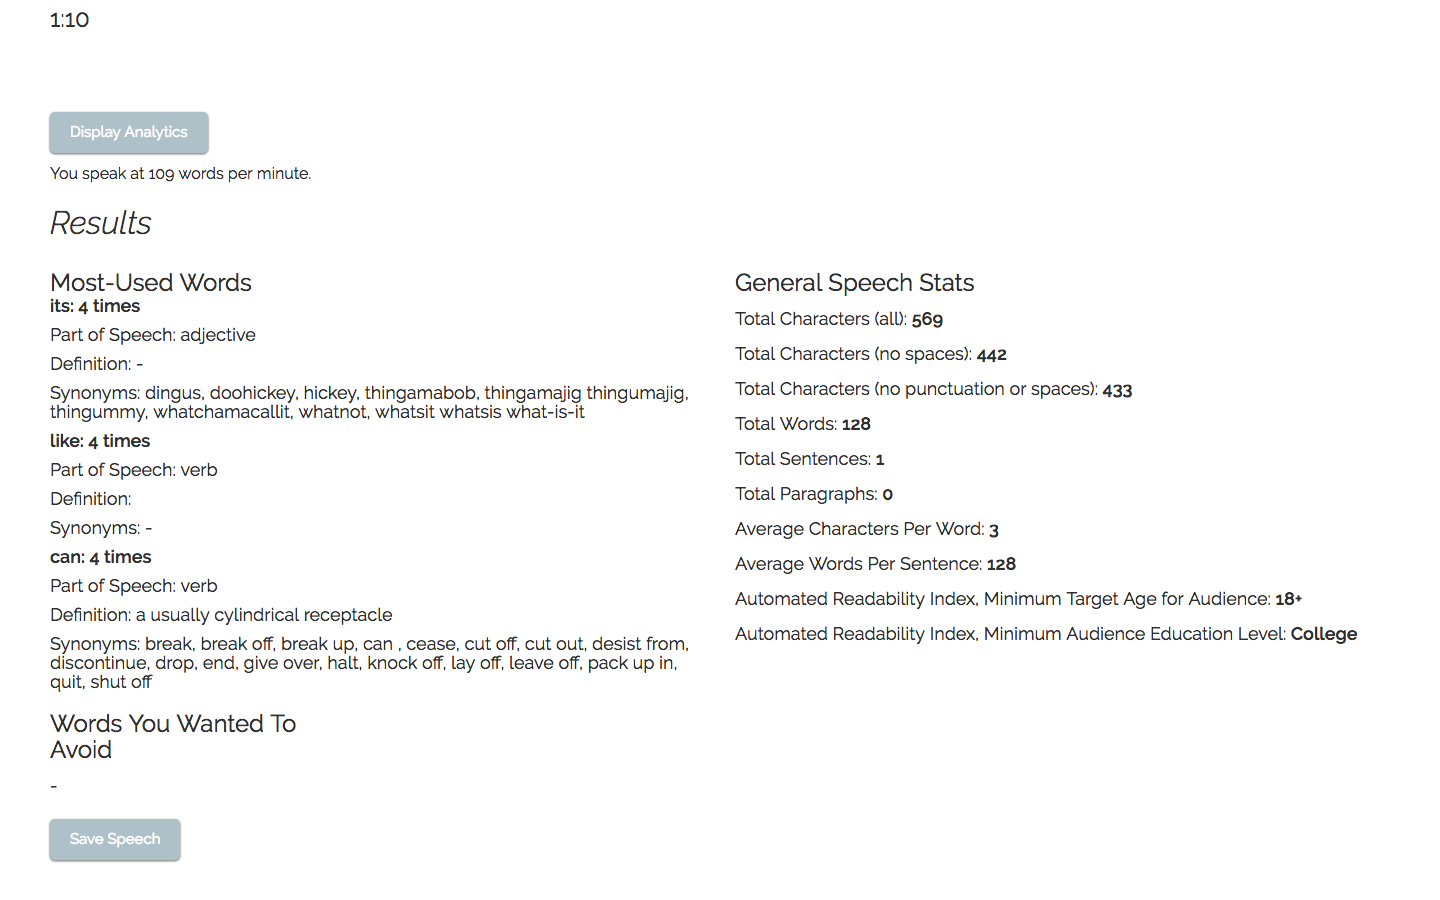 1:10
Display Analytics
You speak at 109 words per minute.
Results
Most-Used Words
its: 4 times
Part of Speech: adjective
Definition: -
Synonyms: dingus, doohickey, hickey, thingamabob, thingamajig thingumajig,
thingummy, whatchamacallit, whatnot, whatsit whatsis what-is-it
like: 4 times
Part of Speech: verb
Definition:
Synonyms: -
can: 4 times
Part of Speech: verb
Definition: a usually cylindrical receptacle
Synonyms: break, break off, break up, can , cease, cut off, cut out, desist from,
discontinue, drop, end, give over, halt, knock off, lay off, leave off, pack up in,
quit, shut off
Words You Wanted To
Avoid
-
Save Speech
General Speech Stats
Total Characters (all): 569
Total Characters (no spaces): 442
Total Characters (no punctuation or spaces): 433
Total Words: 128
Total Sentences: 1
Total Paragraphs: 0
Average Characters Per Word: 3
Average Words Per Sentence: 128
Automated Readability Index, Minimum Target Age for Audience: 18+
Automated Readability Index, Minimum Audience Education Level: College